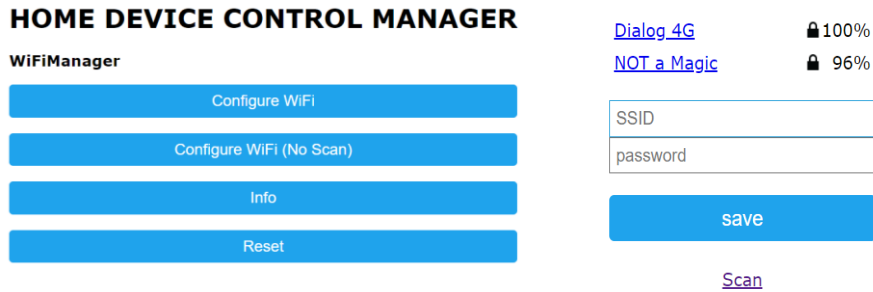 HOME DEVICE CONTROL MANAGER
WiFiManager
Configure WiFi
Configure WiFi (No Scan)
Info
Reset
Dialog 4G 100%
NOT a Magic 96%
SSID
password
save
Scan